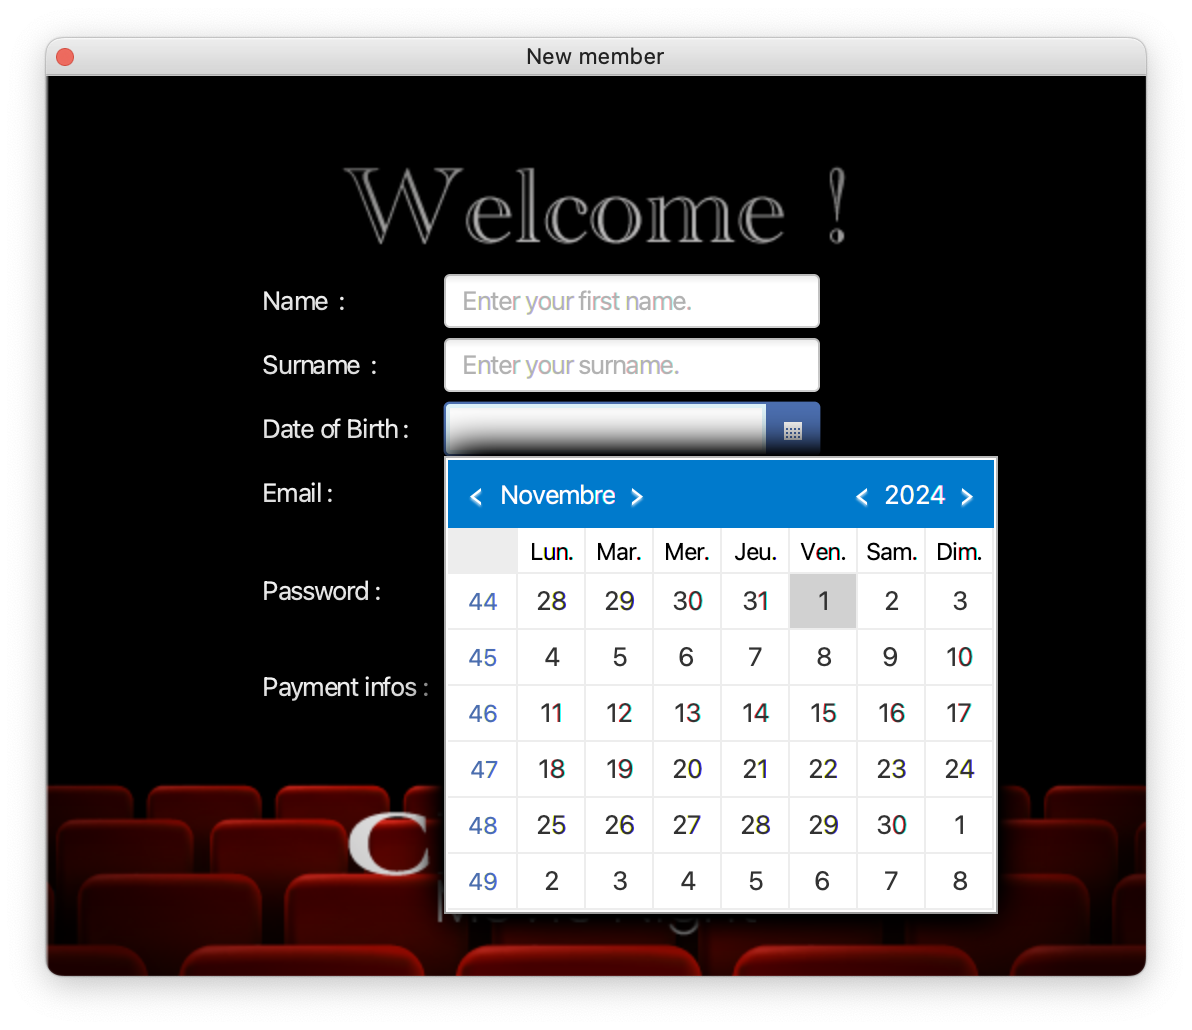 New member
Welcome !
Name :
Enter your first name.
Surname :
Enter your surname.
Date of Birth :
Email :
Password :
Payment infos :
< Novembre > < 2024 >
Lun. Mar. Mer. Jeu. Ven. Sam. Dim.
44 28 29 30 31 1 2 3
45 4 5 6 7 8 9 10
46 11 12 13 14 15 16 17
47 18 19 20 21 22 23 24
48 25 26 27 28 29 30 1
49 2 3 4 5 6 7 8
C